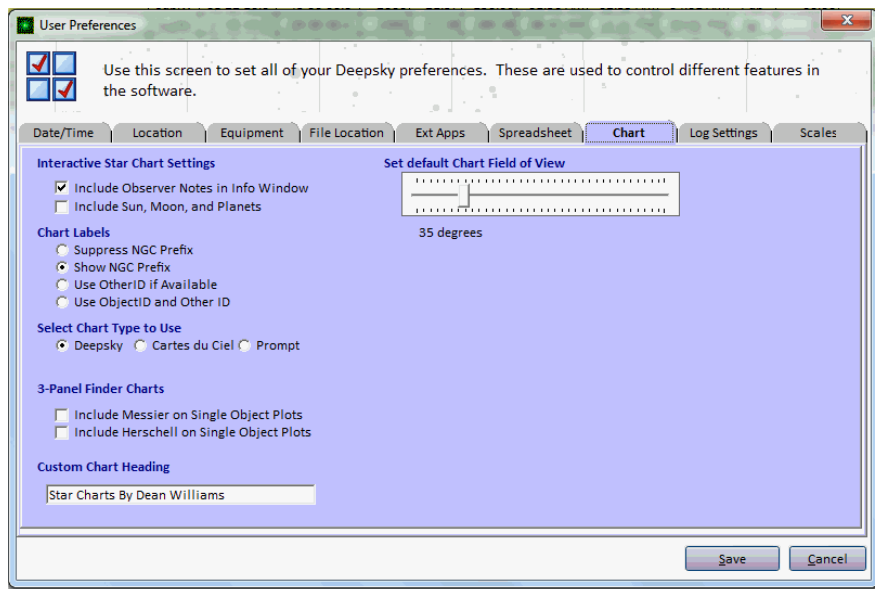 User Preferences
Use this screen to set all of your Deepsky preferences. These are used to control different features in
the software.
Date/Time Location Equipment File Location Ext Apps Spreadsheet Chart Log Settings Scales
Interactive Star Chart Settings
Include Observer Notes in Info Window
Include Sun, Moon, and Planets
Chart Labels
Suppress NGC Prefix
Show NGC Prefix
Use OtherID if Available
Use ObjectID and Other ID
Select Chart Type to Use
Deepsky Cartes du Ciel Prompt
3-Panel Finder Charts
Include Messier on Single Object Plots
Include Herschell on Single Object Plots
Custom Chart Heading
Star Charts By Dean Williams
Set default Chart Field of View
35 degrees
Save Cancel